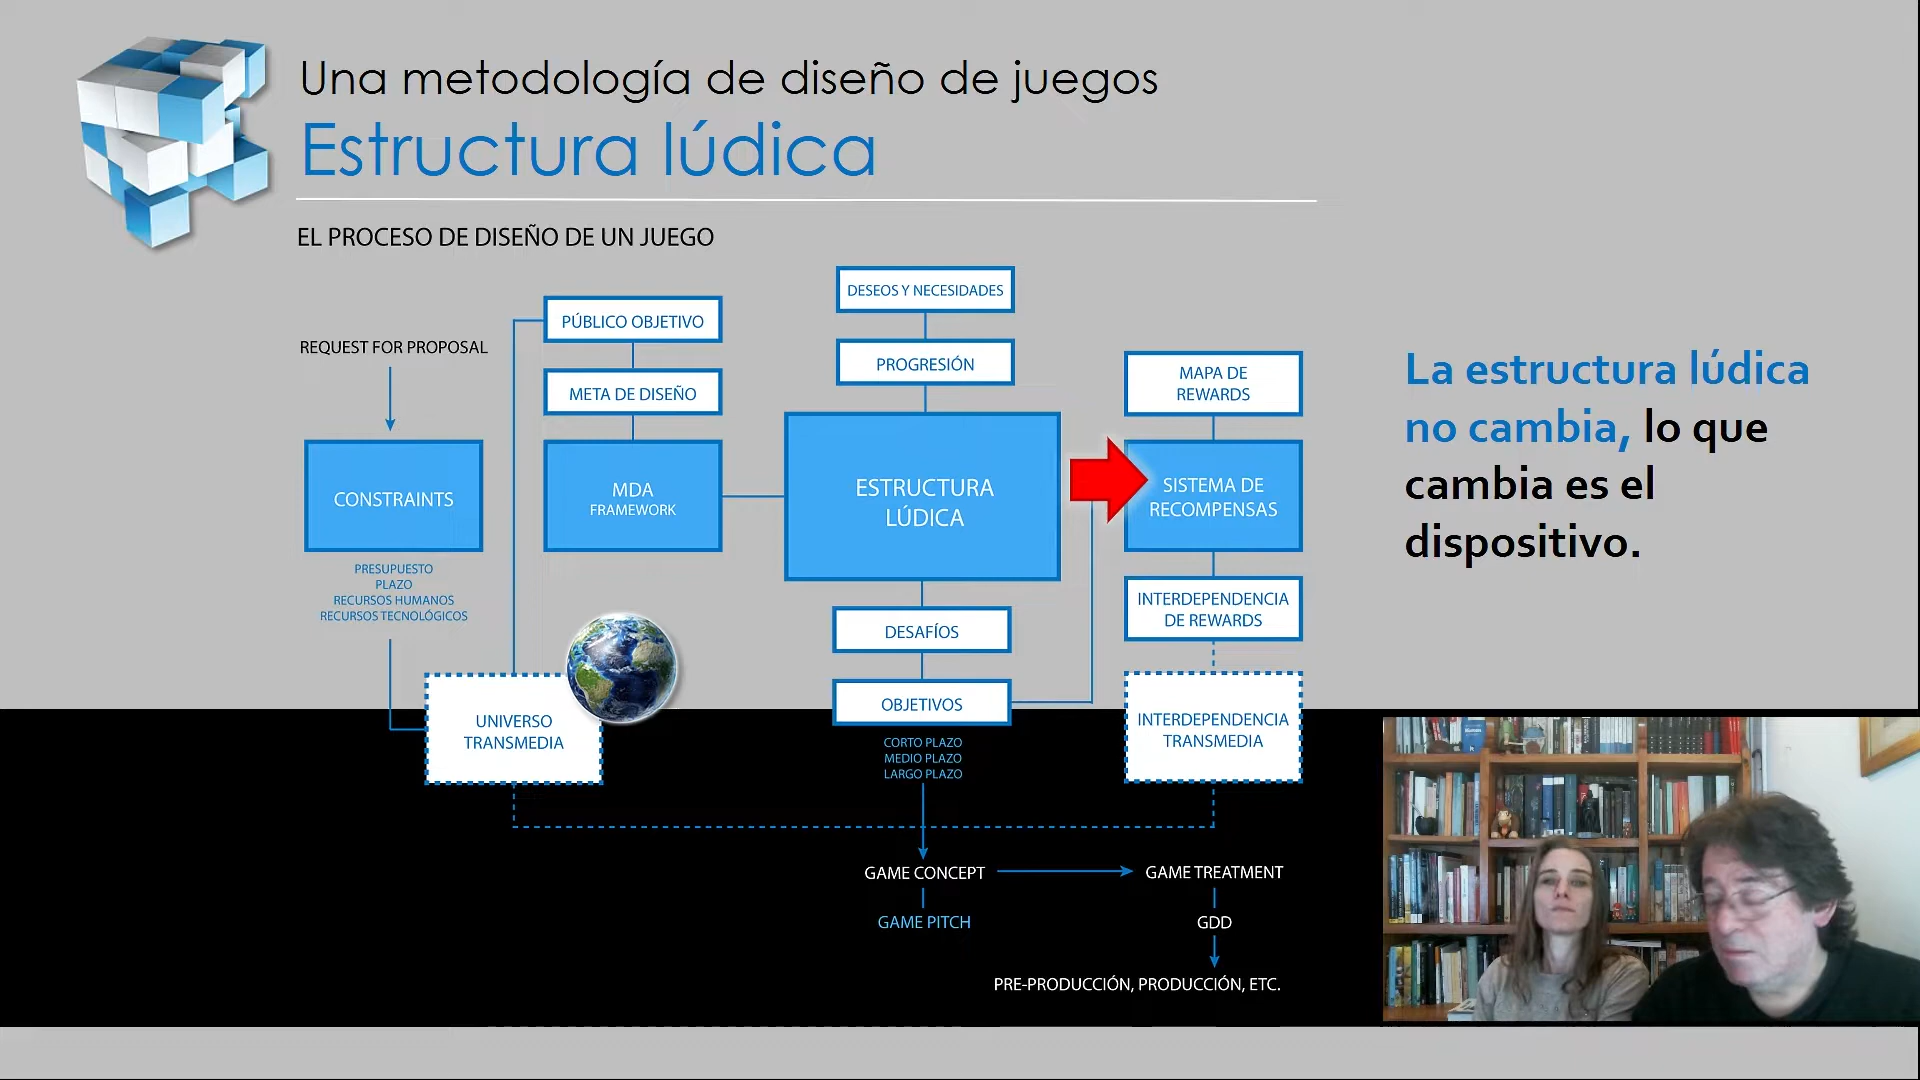 Una metodología de diseño de juegos
Estructura lúdica
EL PROCESO DE DISEÑO DE UN JUEGO
REQUEST FOR PROPOSAL
CONSTRAINTS
PRESUPUESTO
PLAZO
RECURSOS HUMANOS
RECURSOS TECNOLÓGICOS
UNIVERSO
TRANSMEDIA
PÚBLICO OBJETIVO
META DE DISEÑO
MDA
FRAMEWORK
DESEOS Y NECESIDADES
PROGRESIÓN
ESTRUCTURA
LÚDICA
DESAFÍOS
OBJETIVOS
CORTO PLAZO
MEDIO PLAZO
LARGO PLAZO
MAPA DE
REWARDS
SISTEMA DE
RECOMPENSAS
INTERDEPENDENCIA
DE REWARDS
INTERDEPENDENCIA
TRANSMEDIA
GAME CONCEPT
GAME PITCH
GAME TREATMENT
GDD
PRE-PRODUCCIÓN, PRODUCCIÓN, ETC.
La estructura lúdica
no cambia, lo que
cambia es el
dispositivo.